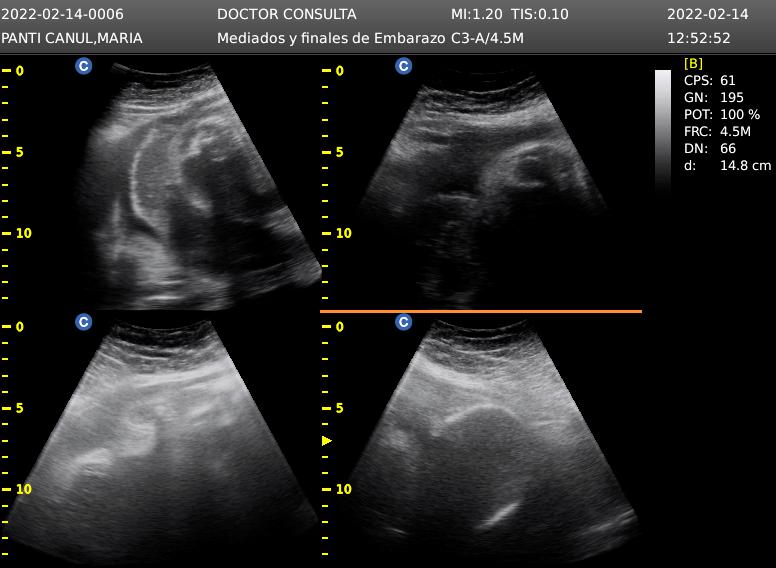 2022-02-14-0006 DOCTOR CONSULTA MI:1.20 TIS:0.10 2022-02-14
PANTI CANUL,MARIA Mediados y finales de Embarazo C3-A/4.5M 12:52:52
[B]
CPS: 61
GN: 195
POT: 100 %
FRC: 4.5M
DN: 66
d: 14.8 cm
C
0
5
10
C
0
5
10
C
0
5
10
C
0
5
10